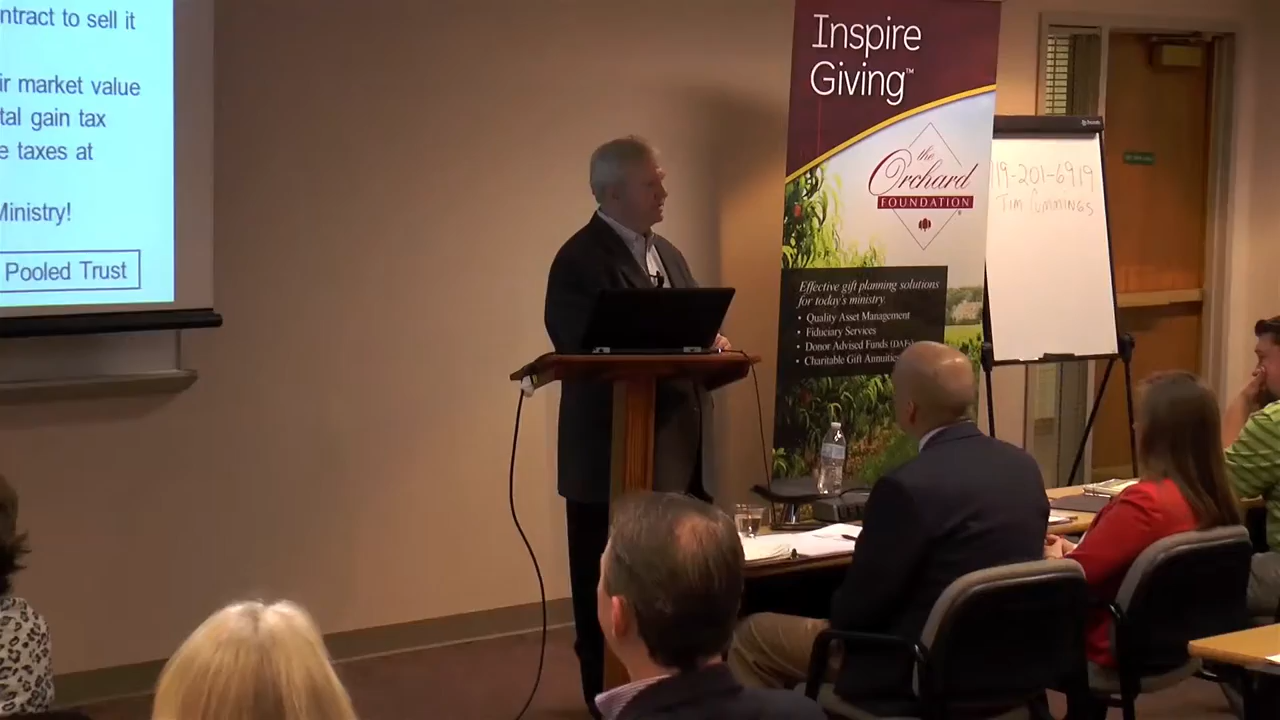 ntract to sell it
ir market value
tal gain tax
e taxes at
Ministry!
Pooled Trust
Inspire
Giving™
the
Orchard
FOUNDATION®
Effective gift planning solutions
for today's ministry.
• Quality Asset Management
• Fiduciary Services
• Donor Advised Funds (DAFs)
• Charitable Gift Annuities
19-201-6919
TIM CUMMINGS